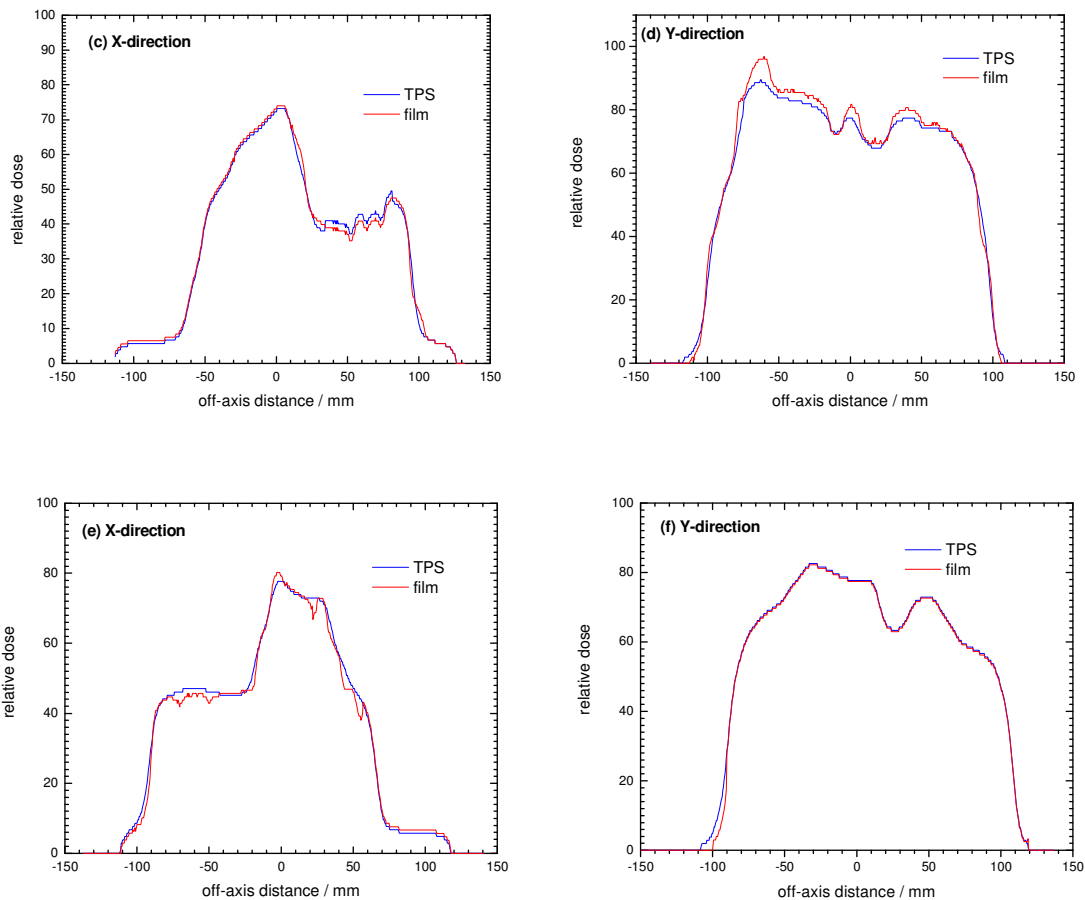 (c) X-direction
TPS
film
relative dose
100
90
80
70
60
50
40
30
20
10
0
-150 -100 -50 0 50 100 150
off-axis distance / mm
(d) Y-direction
TPS
film
relative dose
100
80
60
40
20
0
-150 -100 -50 0 50 100 150
off-axis distance / mm
(e) X-direction
TPS
film
relative dose
100
80
60
40
20
0
-150 -100 -50 0 50 100 150
off-axis distance / mm
(f) Y-direction
TPS
film
relative dose
100
80
60
40
20
0
-150 -100 -50 0 50 100 150
off-axis distance / mm